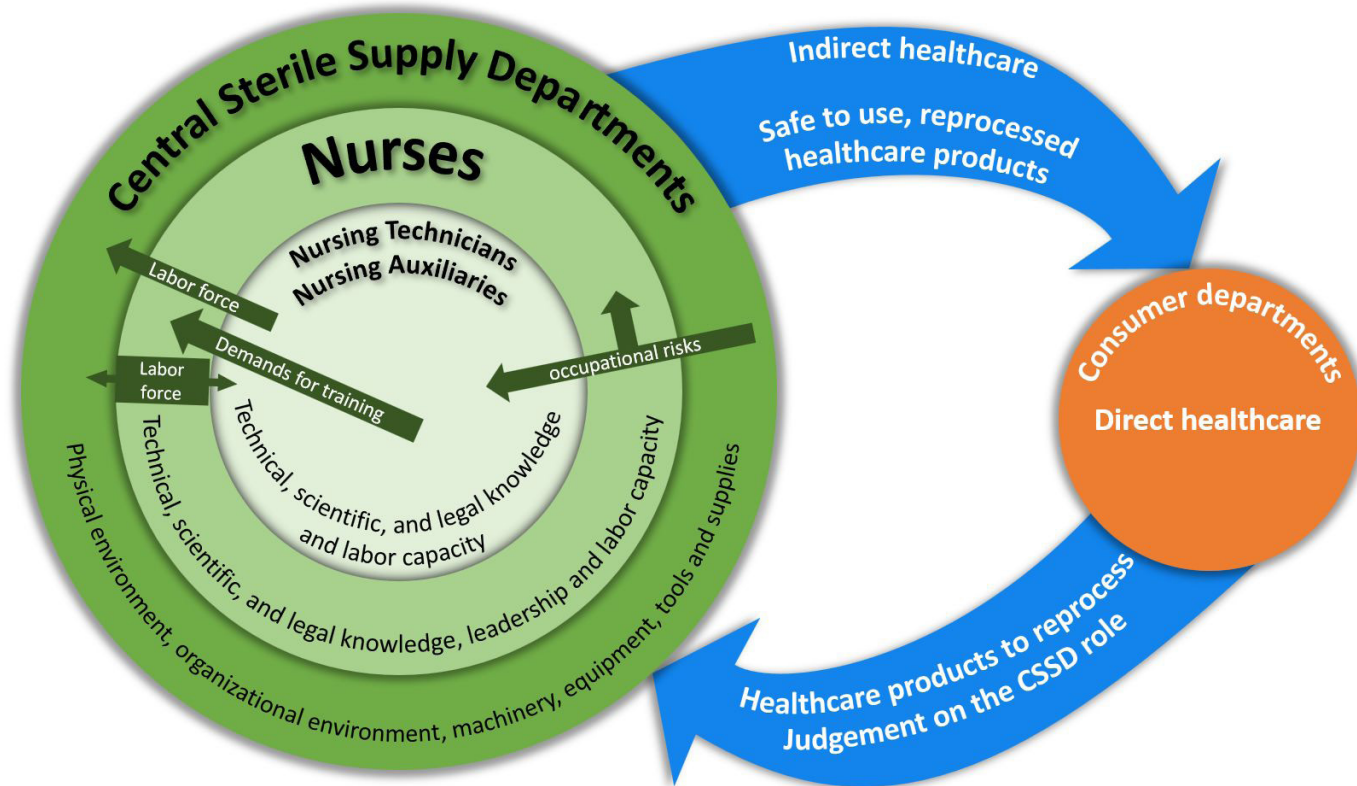 Central Sterile Supply Departments
Nurses
Nursing Technicians
Nursing Auxiliaries
Labor force
Demands for training
Labor
force
occupational risks
Technical, scientific, and legal knowledge
and labor capacity
Technical, scientific, and legal knowledge, leadership and labor capacity
Physical environment, organizational environment, machinery, equipment, tools and supplies
Indirect healthcare
Safe to use, reprocessed
healthcare products
Consumer departments
Direct healthcare
Healthcare products to reprocess
Judgement on the CSSD role